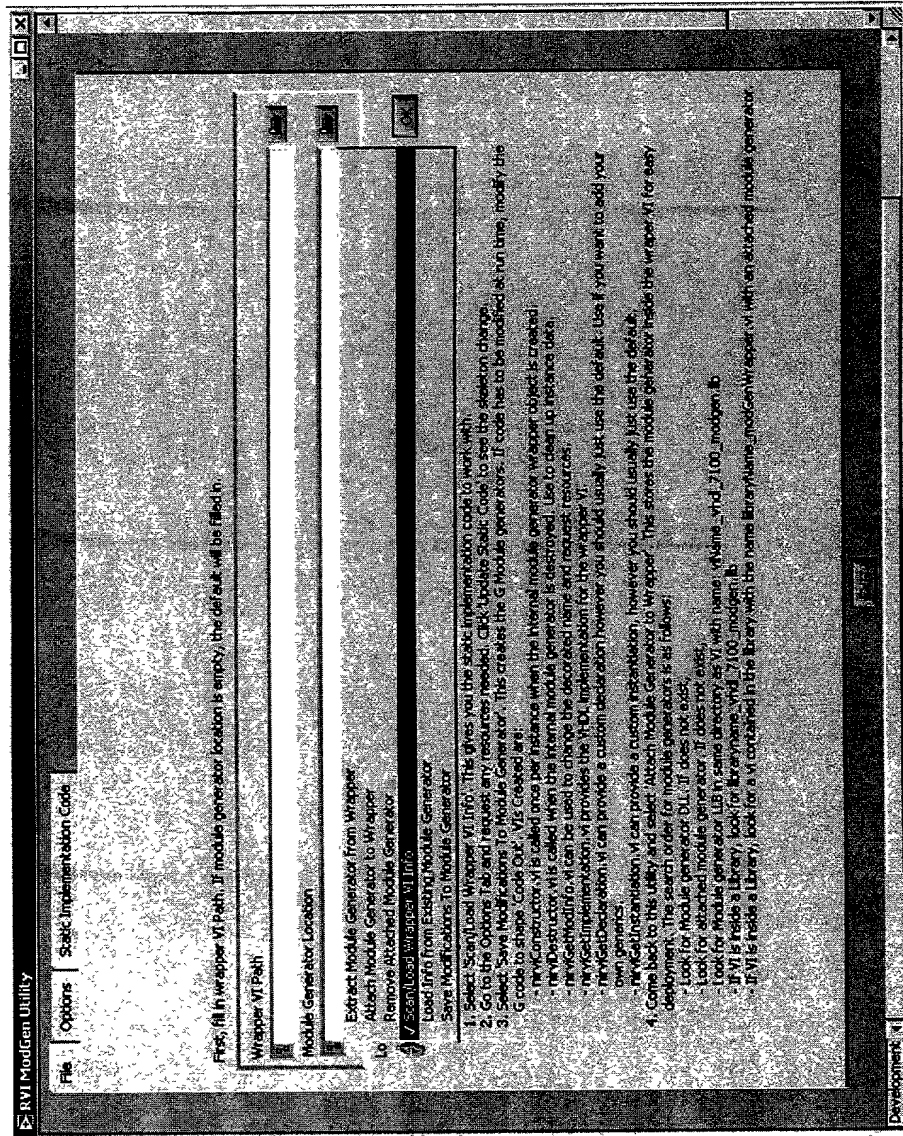 RVI ModGen Utility
File Options Static Implementation Code
First, fill in wrapper VI Path. If module generator location is empty, the default will be filled in.
Wrapper VI Path
Module Generator Location
Extract Module Generator From Wrapper
Attach Module Generator to Wrapper
Remove Attached Module Generator
Lo
✓ Scan/Load Wrapper VI Info
OK
Load Info from Existing Module Generator
Save Modifications To Module Generator
1. Select Scan/Load Wrapper VI Info. This gives you the static implementation code to work with.
2. Go to the Options Tab and request any resources needed. Click 'Update Static Code' to see the skeleton change.
3. Select 'Save Modifications To Module Generator'. This creates the G Module generators. If code has to be modified at run time, modify the
G code to shape 'Code Out'. VIs Created are:
- nirviConstructor.vi is called once per instance when the internal module generator wrapper object is created.
- nirviDestructor.vi is called when the internal module generator is destroyed. Use to clean up instance data.
- nirviGetModInfo.vi can be used to change the decorated name and request resources.
- nirviGetImplementation.vi provides the VHDL implementation for the wrapper VI.
- nirviGetDeclaration.vi can provide a custom declaration however you should usually just use the default. Use if you want to add your
own generics.
- nirviGetInstantiation.vi can provide a custom instantiation, however you should usually just use the default.
4. Come back to this utility and select 'Attach Module Generator to Wrapper'. This stores the module generator inside the wraper VI for easy
deployment. The search order for module generators is as follows:
- Look for Module generator DLL. If does not exist,
- Look for attached module generator. If does not exist,
- Look for Module generator LLB in same directory as VI with name viName_vhdl_7100_modgen.llb
- If VI is inside a Library, look for libraryname_vhdl_7100_modgen.llb
- If VI is inside a Library, look for a vi contained in the library with the name libraryName_modGenWrapper.vi with an attached module generator
Development